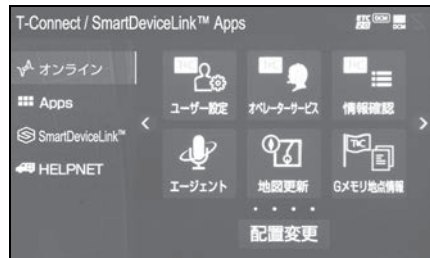 T-Connect / SmartDeviceLink™ Apps
オンライン
Apps
SmartDeviceLink™
HELPNET
ユーザー設定
オペレーターサービス
情報確認
エージェント
地図更新
Gメモリ地点情報
配置変更